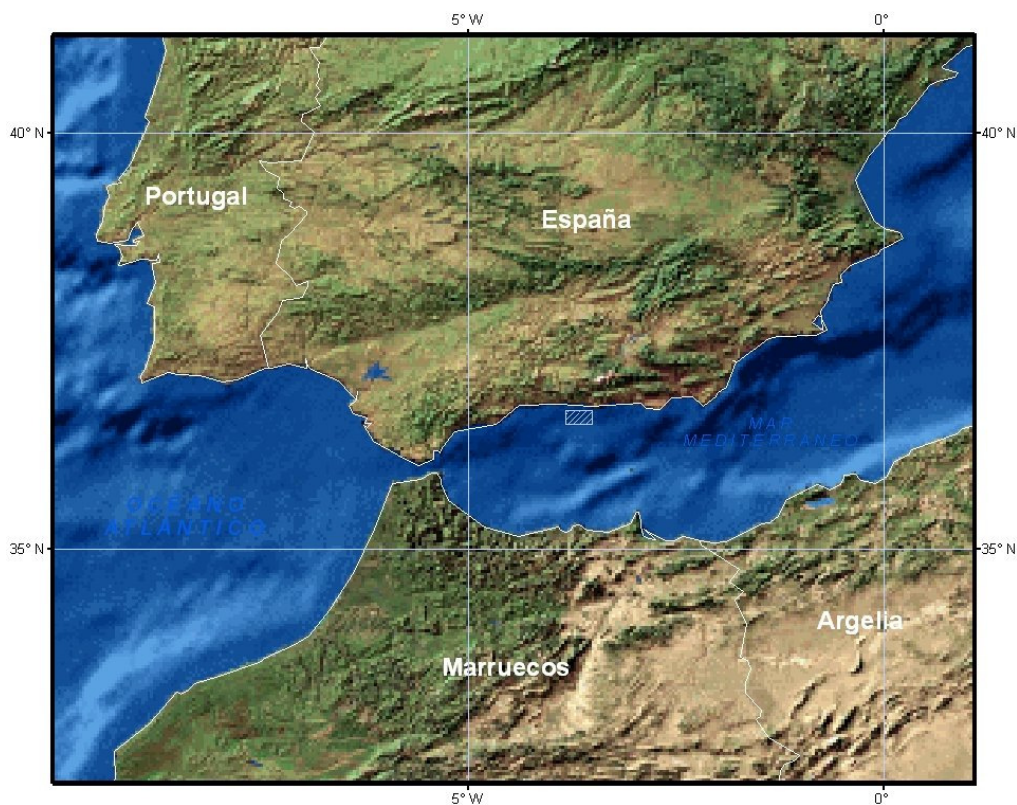 5° W
0°
40° N
40° N
Portugal
España
MAR
MEDITERRÁNEO
OCÉANO
ATLÁNTICO
35° N
35° N
Argelia
Marruecos
5° W
0°